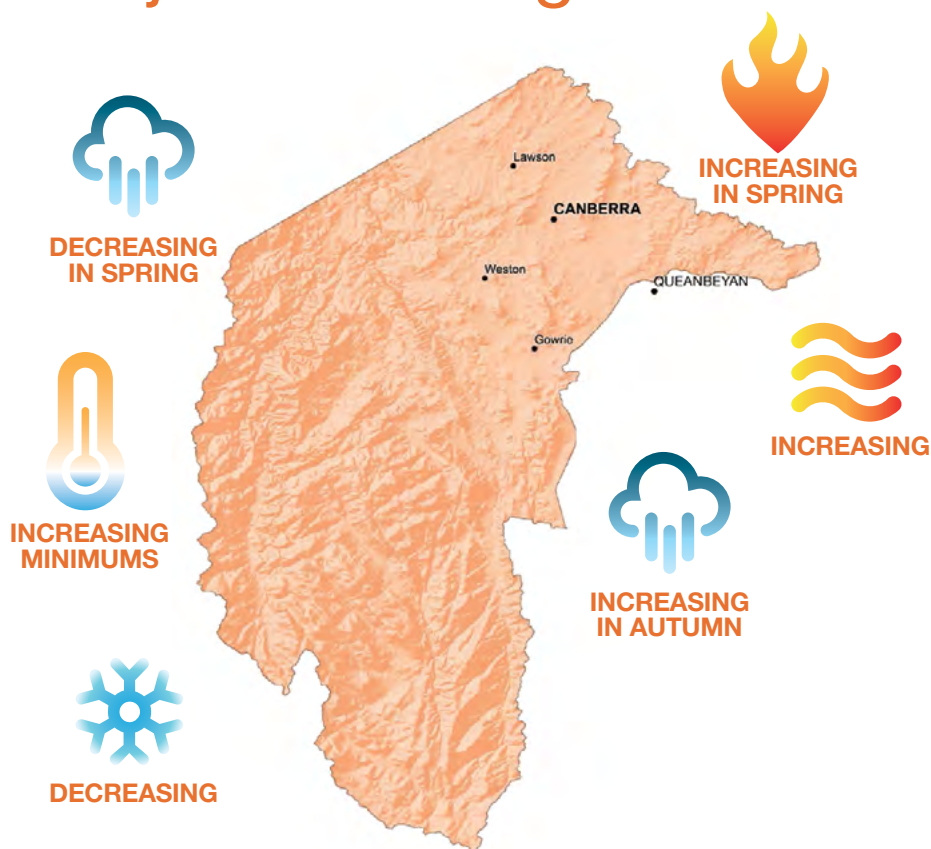 INCREASING
IN SPRING
Lawson
CANBERRA
DECREASING
IN SPRING
Weston
QUEANBEYAN
Gowrie
INCREASING
INCREASING
MINIMUMS
INCREASING
IN AUTUMN
DECREASING